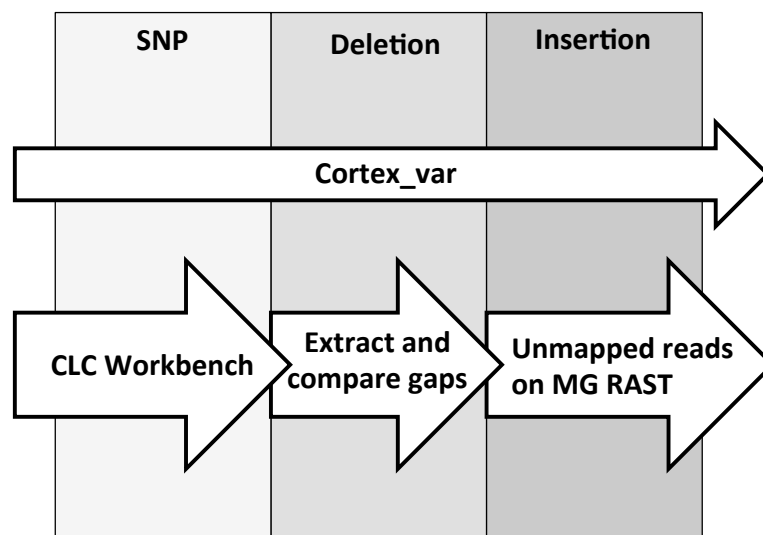 SNP
Deletion
Insertion
Cortex_var
CLC Workbench
Extract and
compare gaps
Unmapped reads
on MG RAST